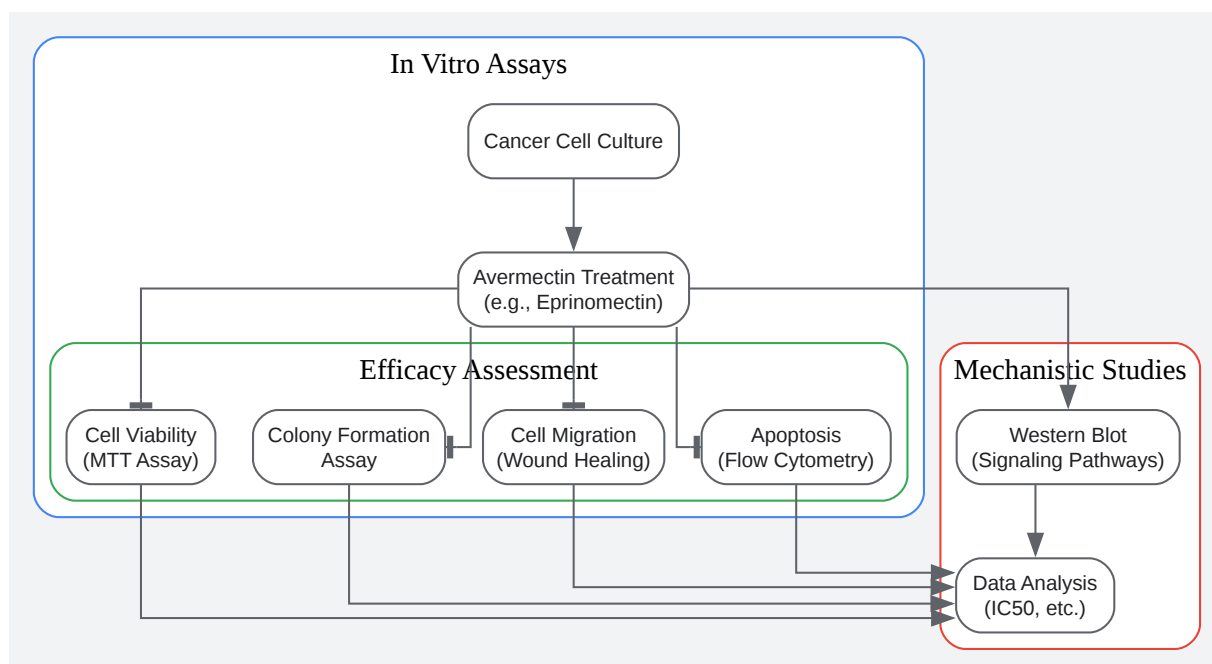 In Vitro Assays
Cancer Cell Culture
Avermectin Treatment
(e.g., Eprinomectin)
Efficacy Assessment
Mechanistic Studies
Cell Viability
(MTT Assay)
Colony Formation
Assay
Cell Migration
(Wound Healing)
Apoptosis
(Flow Cytometry)
Western Blot
(Signaling Pathways)
Data Analysis
(IC50, etc.)